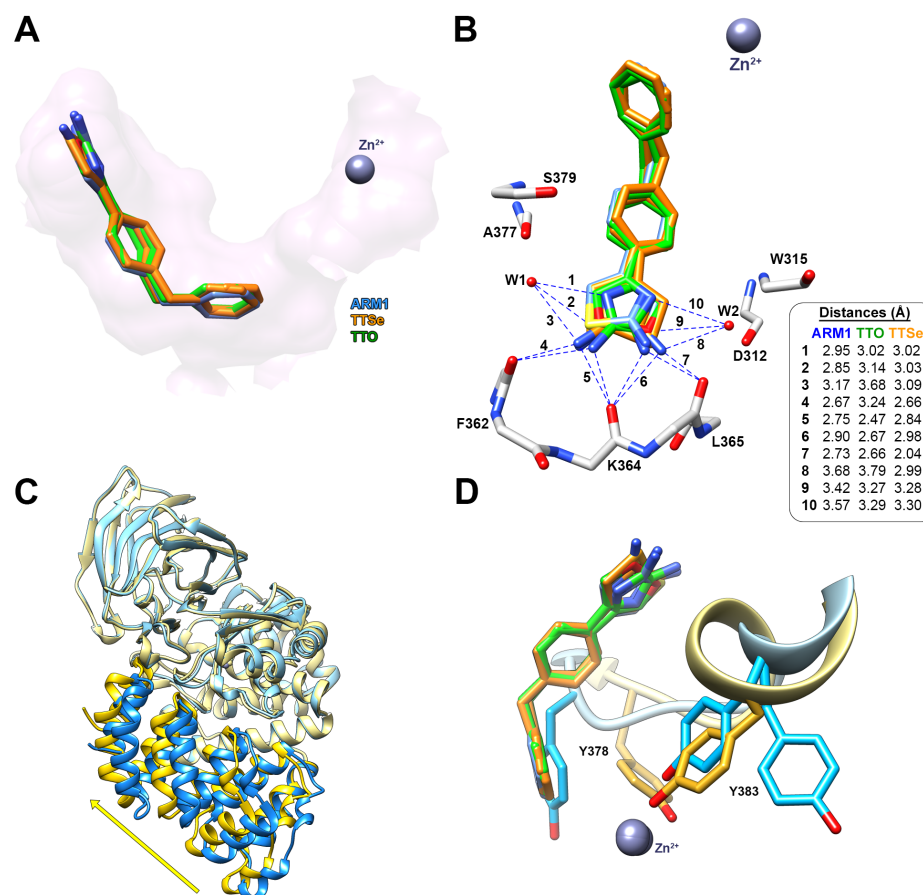 A
Zn2+
ARM1
TTSe
TTO
B
Zn2+
S379
A377
W1
1
2
3
4
5
6
7
8
9
10
W2
W315
D312
F362
K364
L365
Distances (Å)
ARM1 TTO TTSe
1 2.95 3.02 3.02
2 2.85 3.14 3.03
3 3.17 3.68 3.09
4 2.67 3.24 2.66
5 2.75 2.47 2.84
6 2.90 2.67 2.98
7 2.73 2.66 2.04
8 3.68 3.79 2.99
9 3.42 3.27 3.28
10 3.57 3.29 3.30
C
D
Y378
Y383
Zn2+